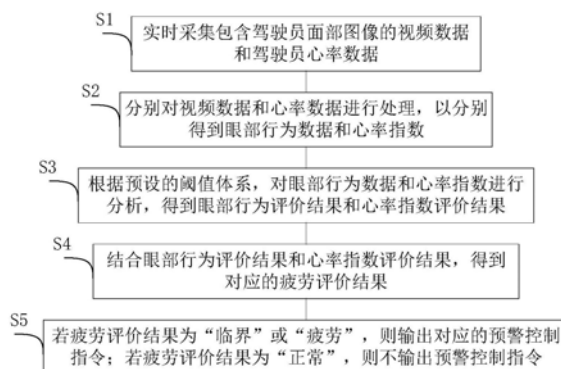 S1
实时采集包含驾驶员面部图像的视频数据
和驾驶员心率数据
S2
分别对视频数据和心率数据进行处理，以分别
得到眼部行为数据和心率指数
S3
根据预设的阈值体系，对眼部行为数据和心率指数进行
分析，得到眼部行为评价结果和心率指数评价结果
S4
结合眼部行为评价结果和心率指数评价结果，得到
对应的疲劳评价结果
S5
若疲劳评价结果为“临界”或“疲劳”，则输出对应的预警控制
指令；若疲劳评价结果为“正常”，则不输出预警控制指令